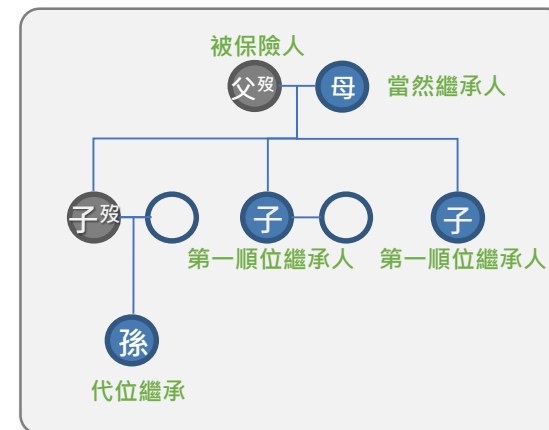 被保險人
父歿
母
當然繼承人
子歿
子
子
第一順位繼承人
第一順位繼承人
孫
代位繼承